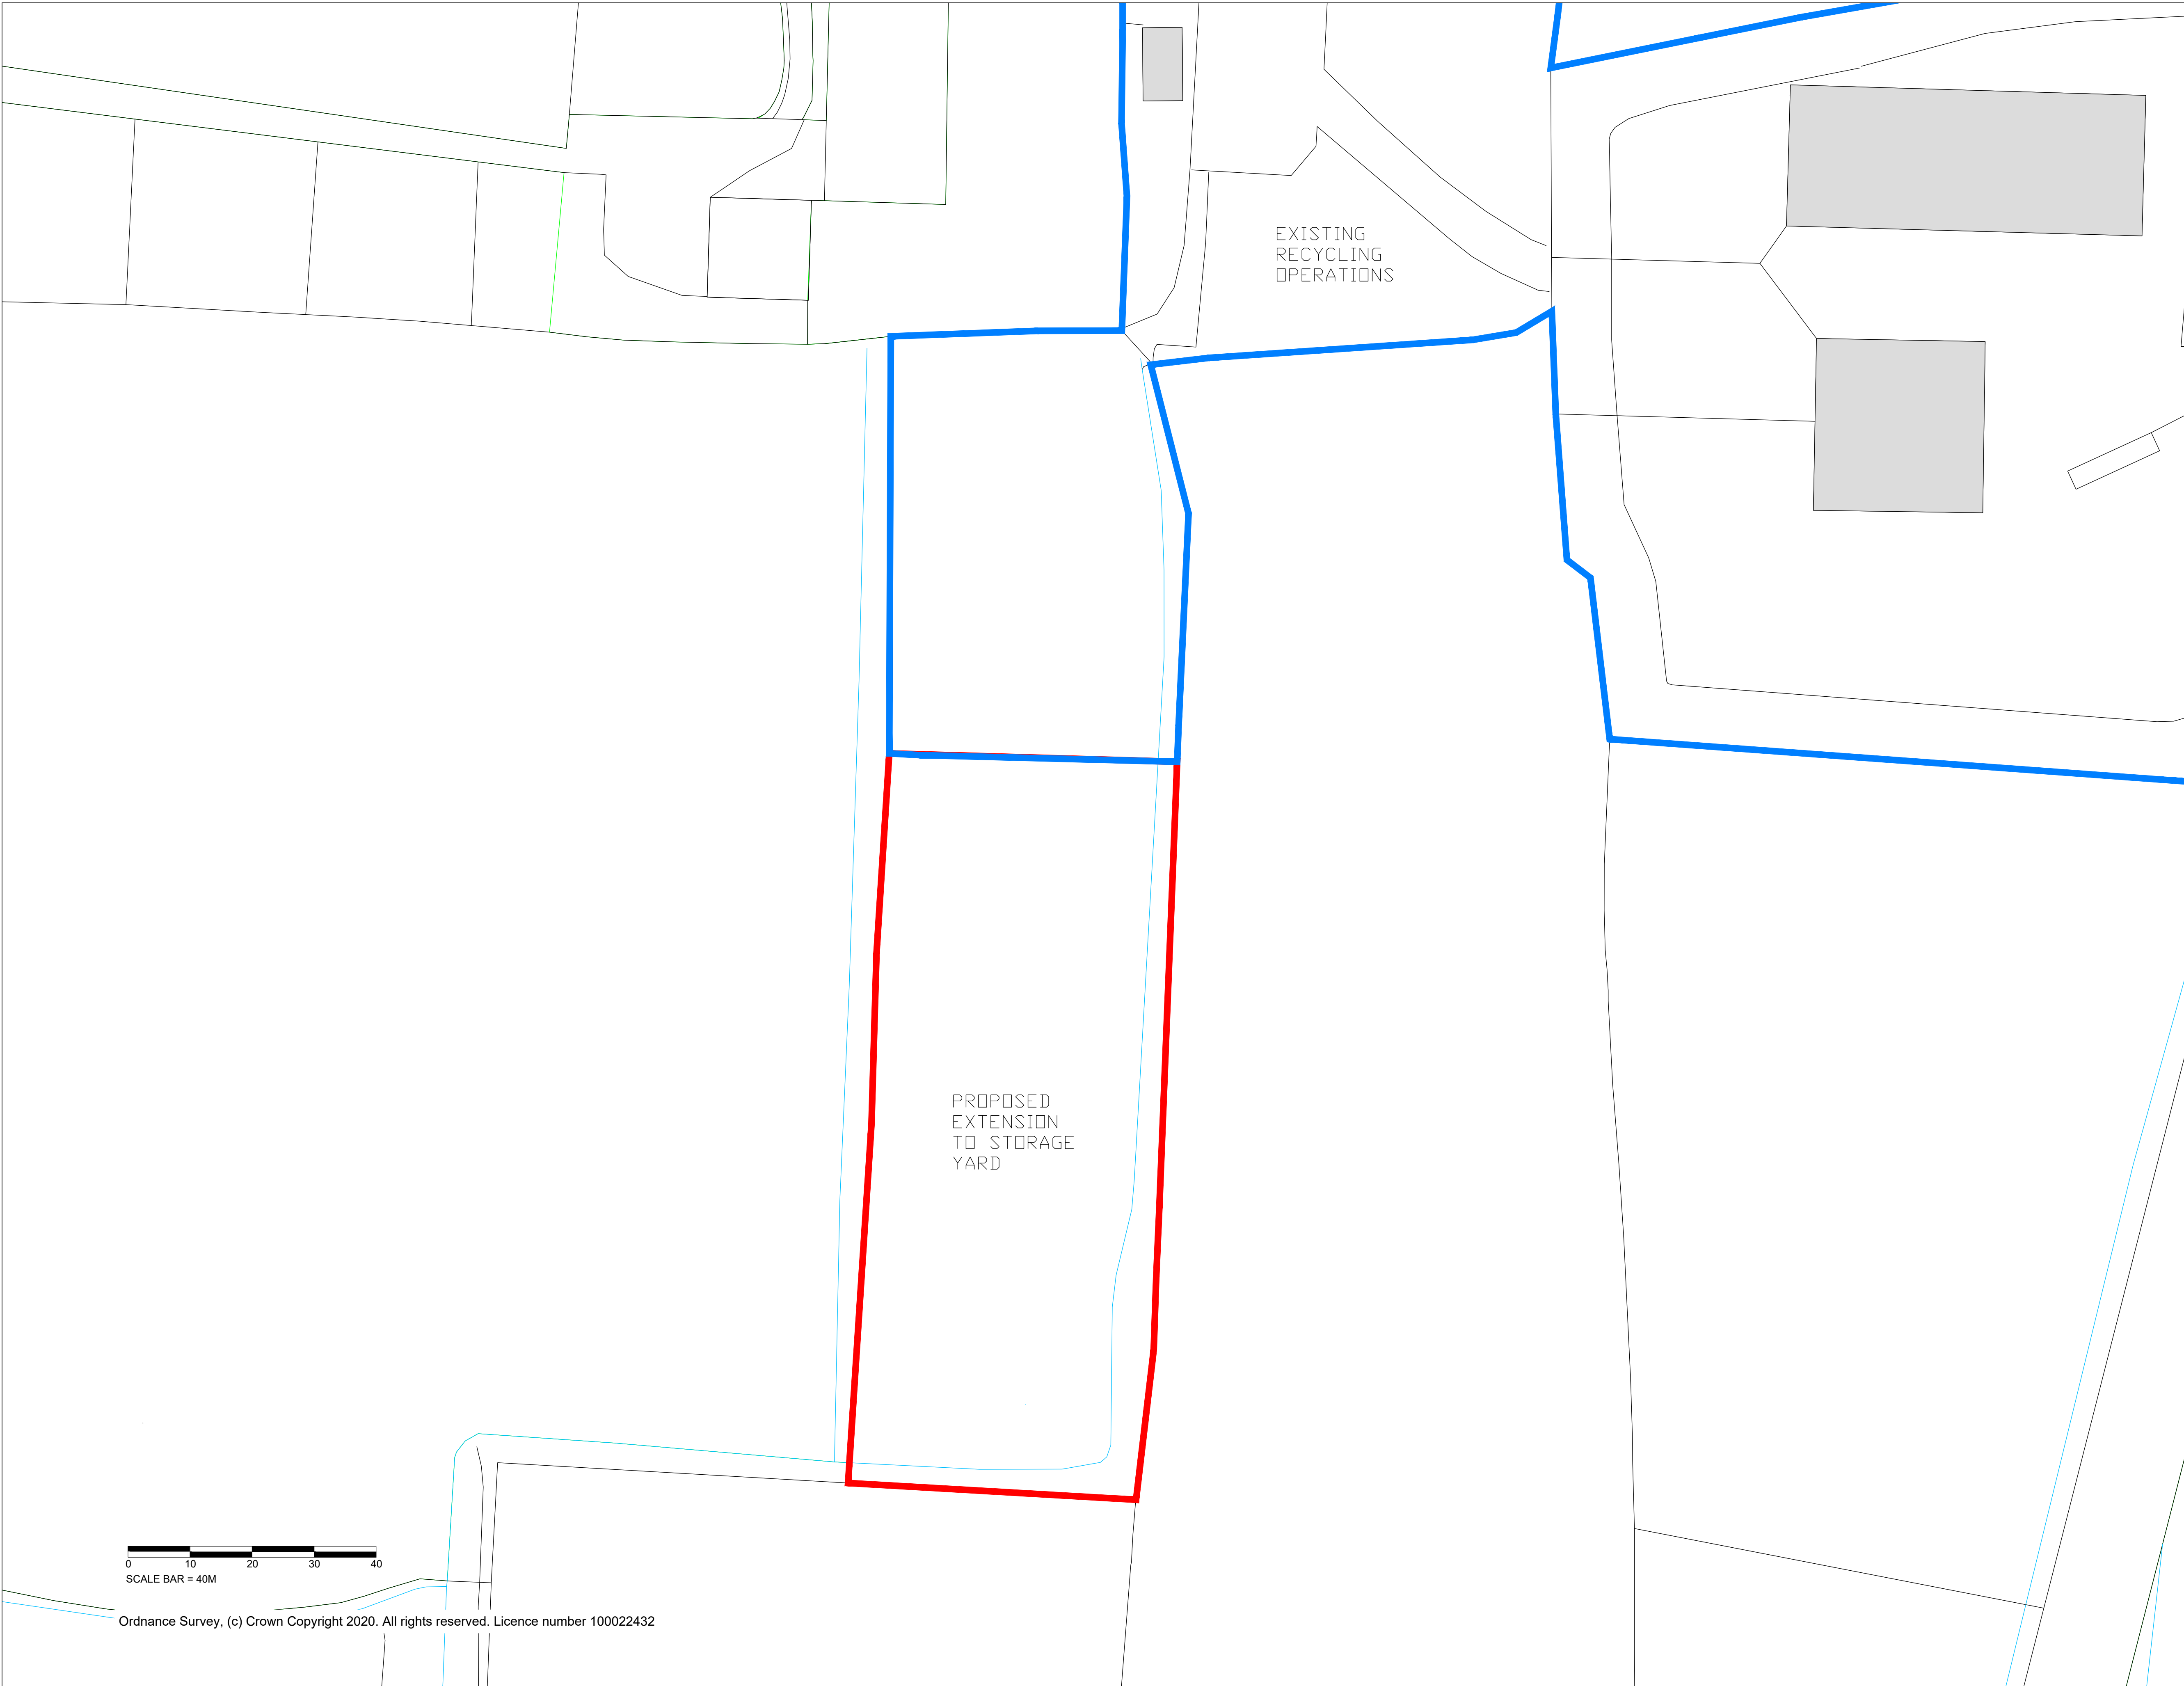 EXISTING
RECYCLING
OPERATIONS
PROPOSED
EXTENSION
TO STORAGE
YARD
0 10 20 30 40
SCALE BAR = 40M
Ordnance Survey, (c) Crown Copyright 2020. All rights reserved. Licence number 100022432